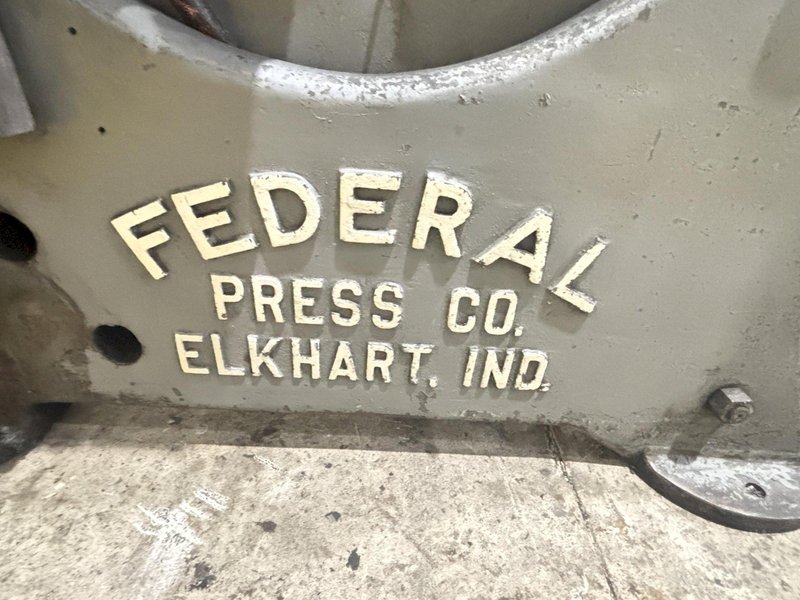 FEDERAL
PRESS CO.
ELKHART, IND.